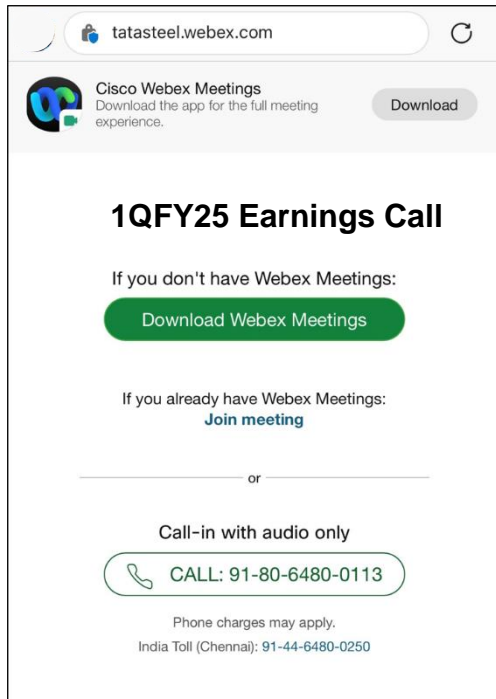 tatasteel.webex.com
Cisco Webex Meetings
Download the app for the full meeting
experience.
Download
1QFY25 Earnings Call
If you don't have Webex Meetings:
Download Webex Meetings
If you already have Webex Meetings:
Join meeting
or
Call-in with audio only
CALL: 91-80-6480-0113
Phone charges may apply.
India Toll (Chennai): 91-44-6480-0250